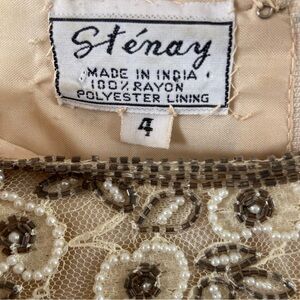 Sténay
MADE IN INDIA
100% RAYON
POLYESTER LINING
4